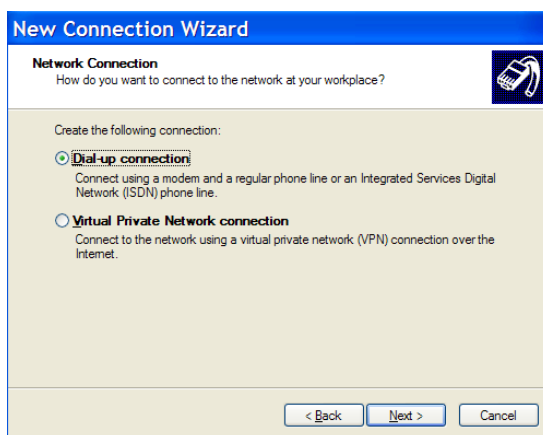 New Connection Wizard
Network Connection
How do you want to connect to the network at your workplace?
Create the following connection:
Dial-up connection
Connect using a modem and a regular phone line or an Integrated Services Digital
Network (ISDN) phone line.
Virtual Private Network connection
Connect to the network using a virtual private network (VPN) connection over the
Internet.
< Back Next > Cancel